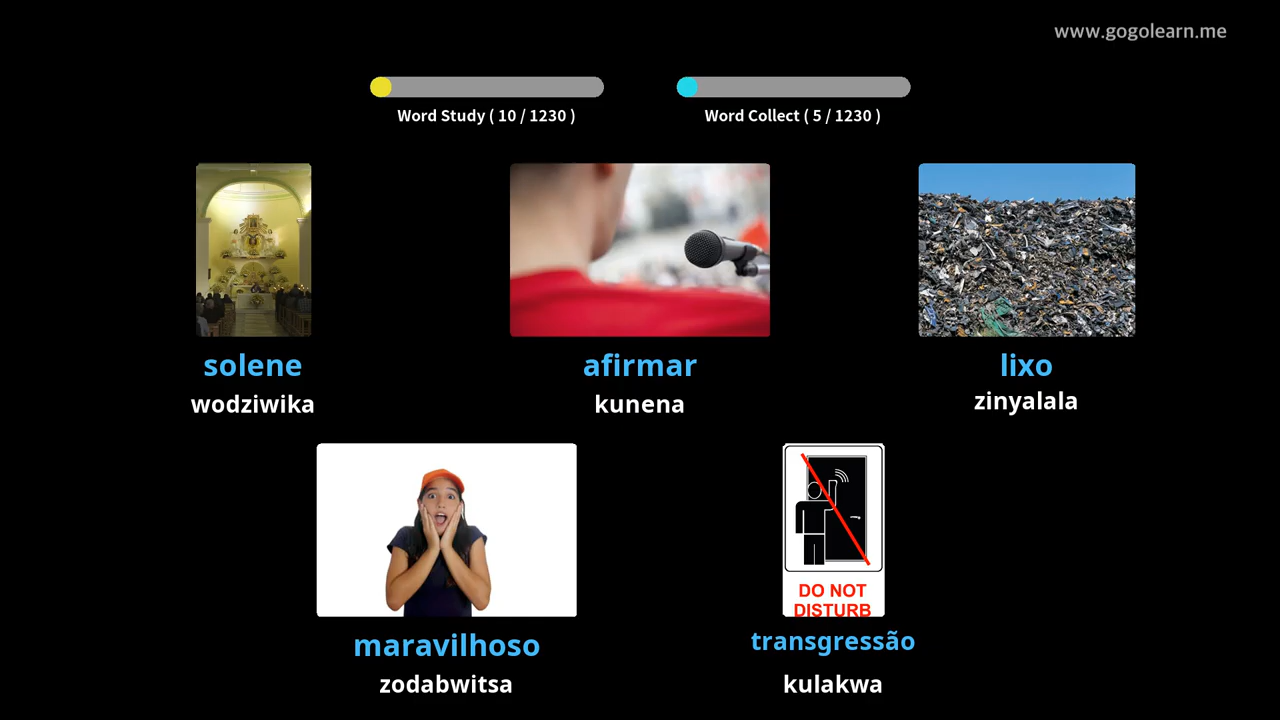 www.gogolearn.me
Word Study ( 10 / 1230 )
Word Collect ( 5 / 1230 )
solene
wodziwika
afirmar
kunena
lixo
zinyalala
DO NOT
DISTURB
maravilhoso
zodabwitsa
transgressão
kulakwa